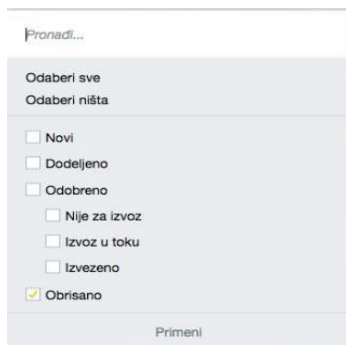 Pronađi...
Odaberi sve
Odaberi ništa
Novi
Dodeljeno
Odobreno
Nije za izvoz
Izvoz u toku
Izvezeno
Obrisano
Primeni